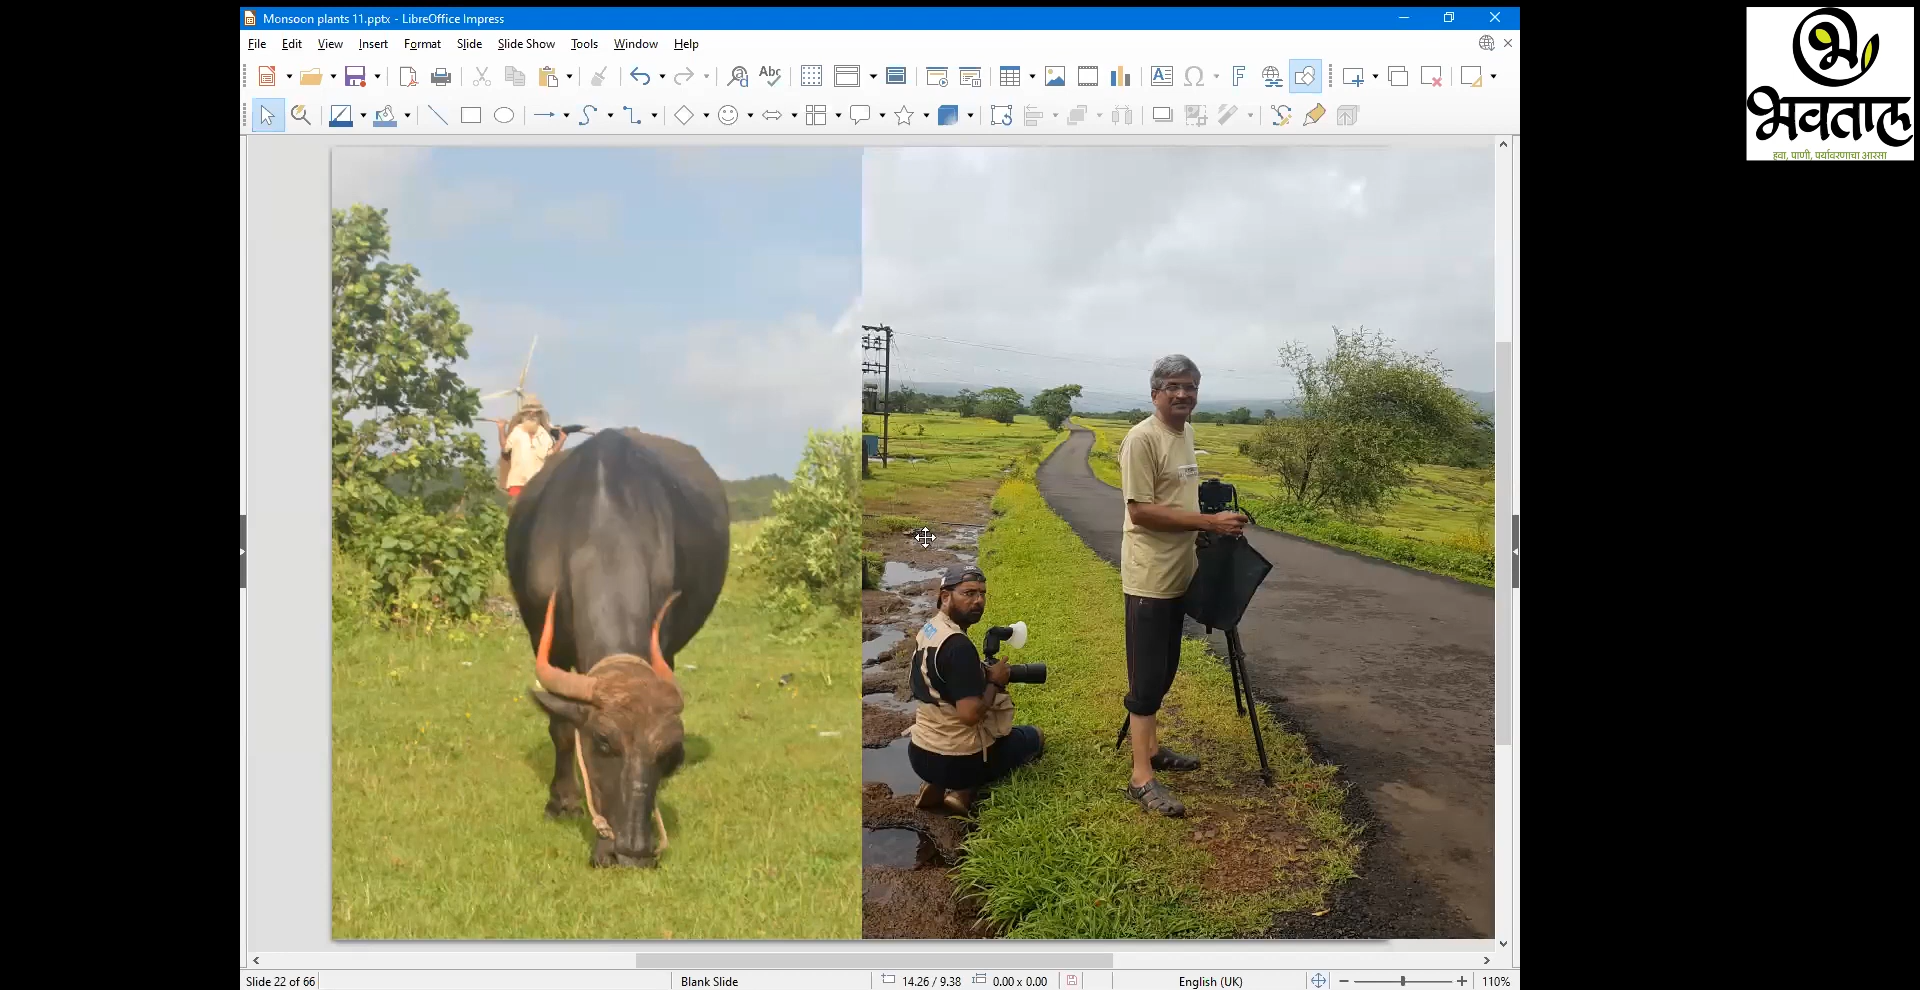 Monsoon plants 11.pptx - LibreOffice Impress
File Edit View Insert Format Slide Slide Show Tools Window Help
Abc
भवताल
हवा, पाणी, पर्यावरणाचा आरसा
Slide 22 of 66
Blank Slide
14.26 / 9.38
0.00 x 0.00
English (UK)
110%